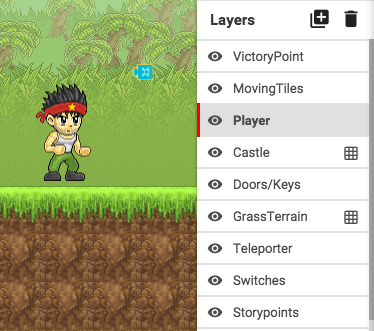 Layers
VictoryPoint
MovingTiles
Player
Castle
Doors/Keys
GrassTerrain
Teleporter
Switches
Storypoints